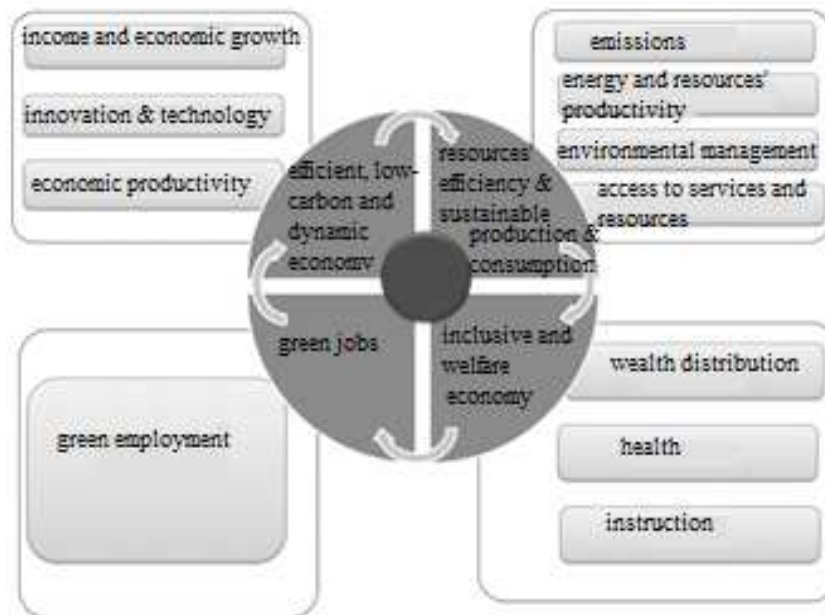 income and economic growth
innovation & technology
economic productivity
emissions
energy and resources'
productivity
environmental management
access to services and
resources
efficient, low-
carbon and
dynamic
economy
resources'
efficiency &
sustainable
production &
consumption
green jobs
inclusive and
welfare
economy
green employment
wealth distribution
health
instruction